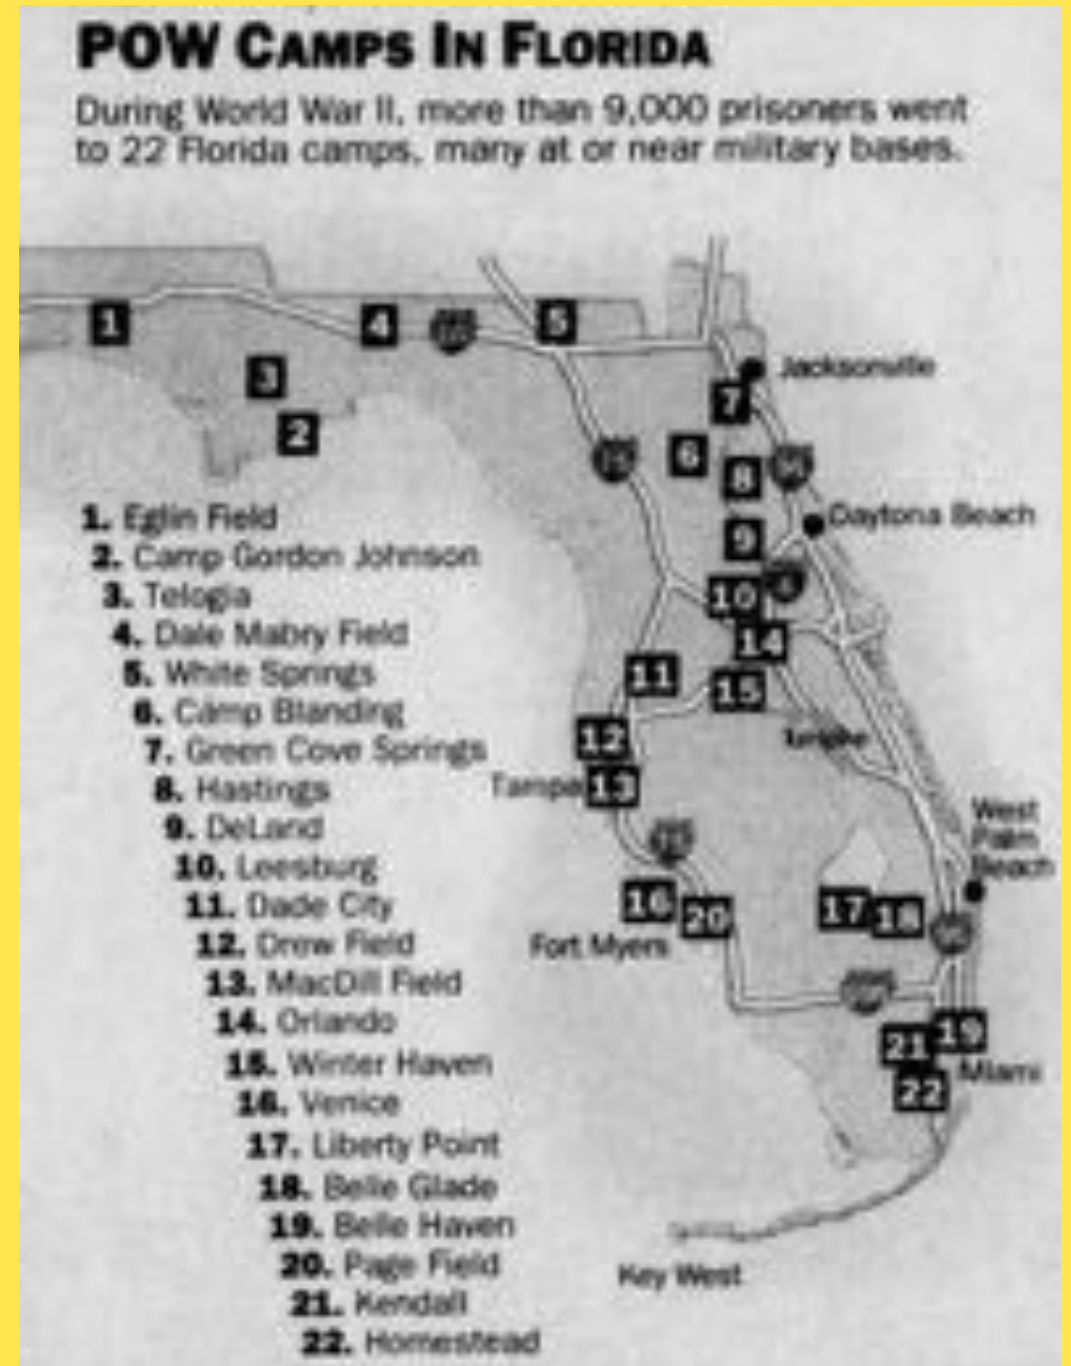 POW CAMPS IN FLORIDA
During World War II, more than 9,000 prisoners went
to 22 Florida camps, many at or near military bases.
1
4
5
3
2
Jacksonville
7
6
8
Daytona Beach
9
10
4
14
11
15
12
Tampa
13
West
Palm
Beach
16
20
17
18
Fort Myers
21
19
Miami
22
Key West
1. Eglin Field
2. Camp Gordon Johnson
3. Telogia
4. Dale Mabry Field
5. White Springs
6. Camp Blanding
7. Green Cove Springs
8. Hastings
9. DeLand
10. Leesburg
11. Dade City
12. Drew Field
13. MacDill Field
14. Orlando
15. Winter Haven
16. Venice
17. Liberty Point
18. Belle Glade
19. Belle Haven
20. Page Field
21. Kendall
22. Homestead